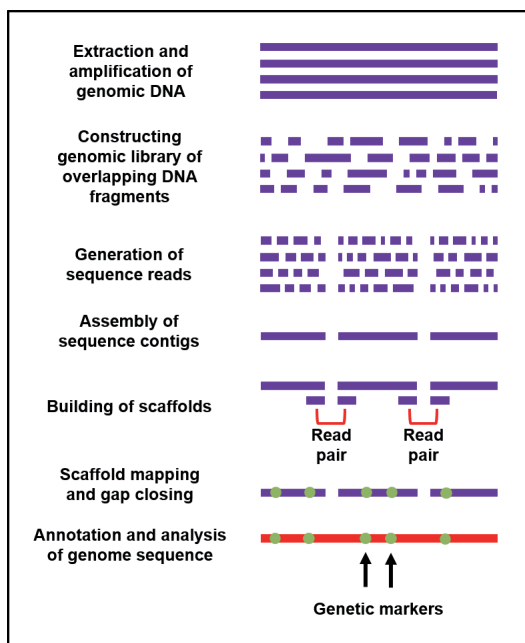 Extraction and
amplification of
genomic DNA
Constructing
genomic library of
overlapping DNA
fragments
Generation of
sequence reads
Assembly of
sequence contigs
Building of scaffolds
Read
pair
Read
pair
Scaffold mapping
and gap closing
Annotation and analysis
of genome sequence
Genetic markers